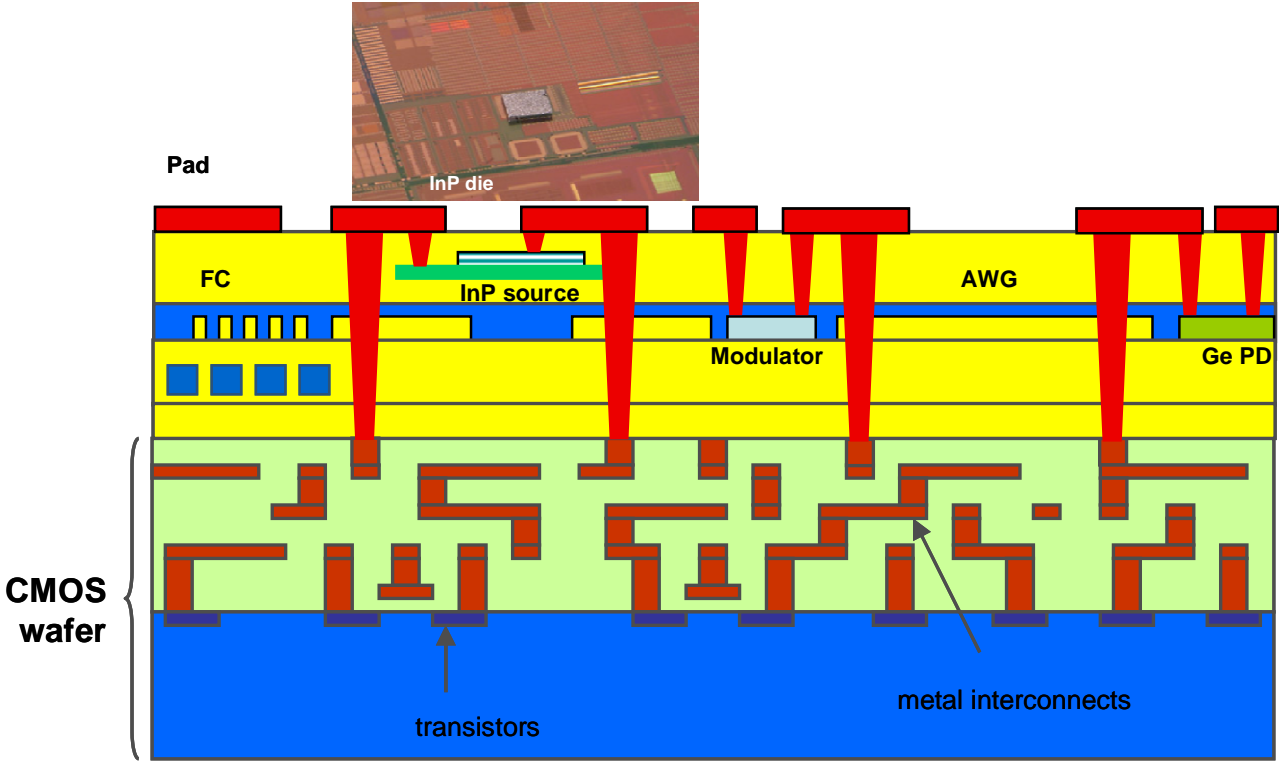 InP die
Pad
FC
AWG
InP source
Modulator
Ge PD
CMOS
wafer
metal interconnects
transistors